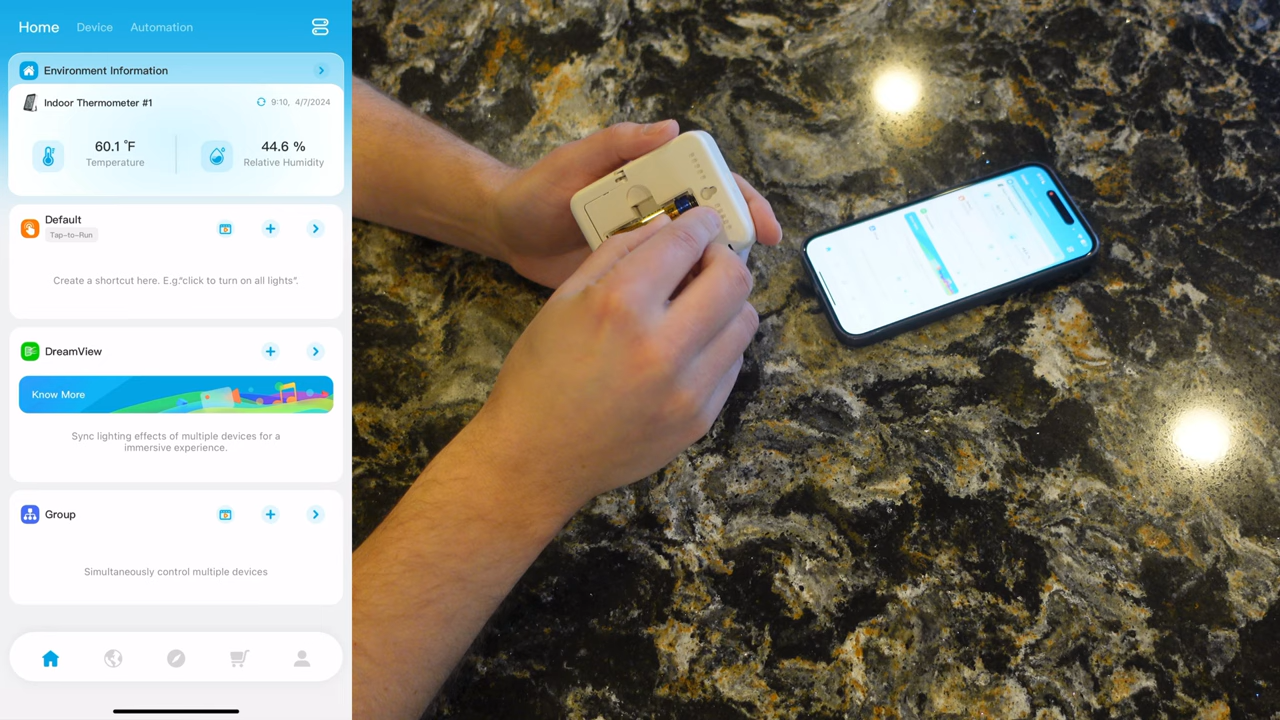 Home Device Automation
Environment Information
Indoor Thermometer #1
9:10, 4/7/2024
60.1 °F
Temperature
44.6 %
Relative Humidity
Default
Tap-to-Run
Create a shortcut here. E.g."click to turn on all lights".
DreamView
Know More
Sync lighting effects of multiple devices for a
immersive experience.
Group
Simultaneously control multiple devices